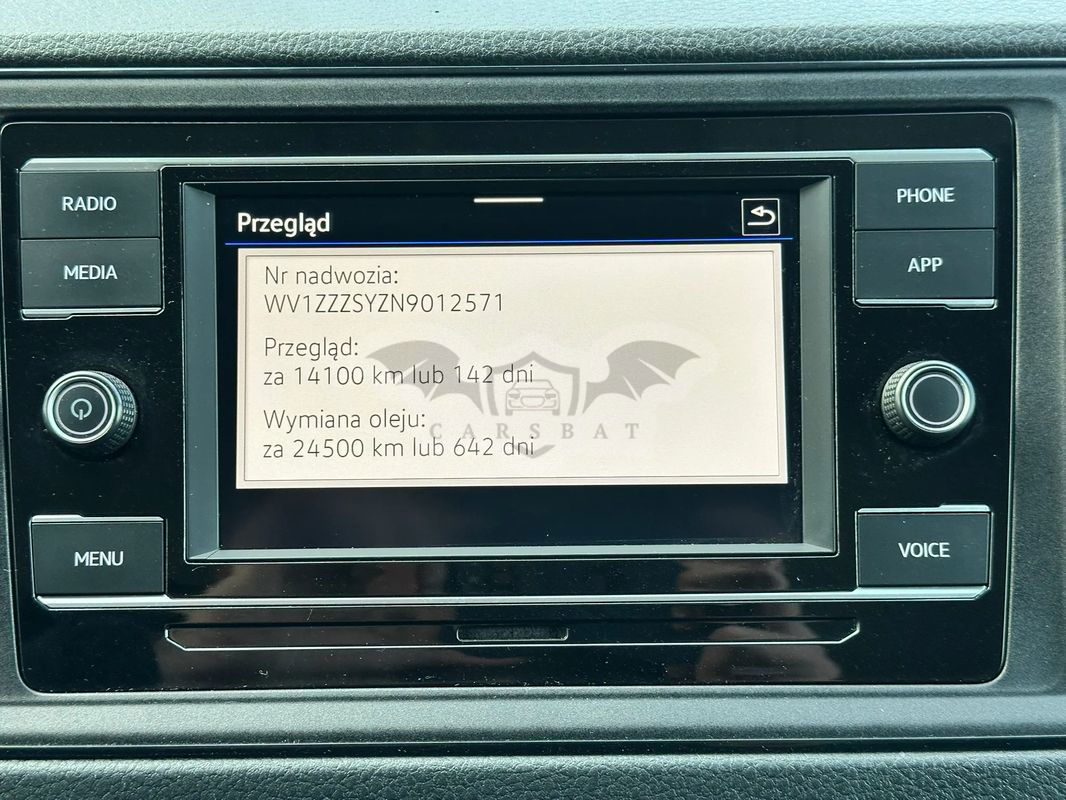 RADIO
MEDIA
MENU
Przegląd
Nr nadwozia:
WV1ZZZSYZN9012571
Przegląd:
za 14100 km lub 142 dni
Wymiana oleju:
za 24500 km lub 642 dni
CARSBAT
PHONE
APP
VOICE